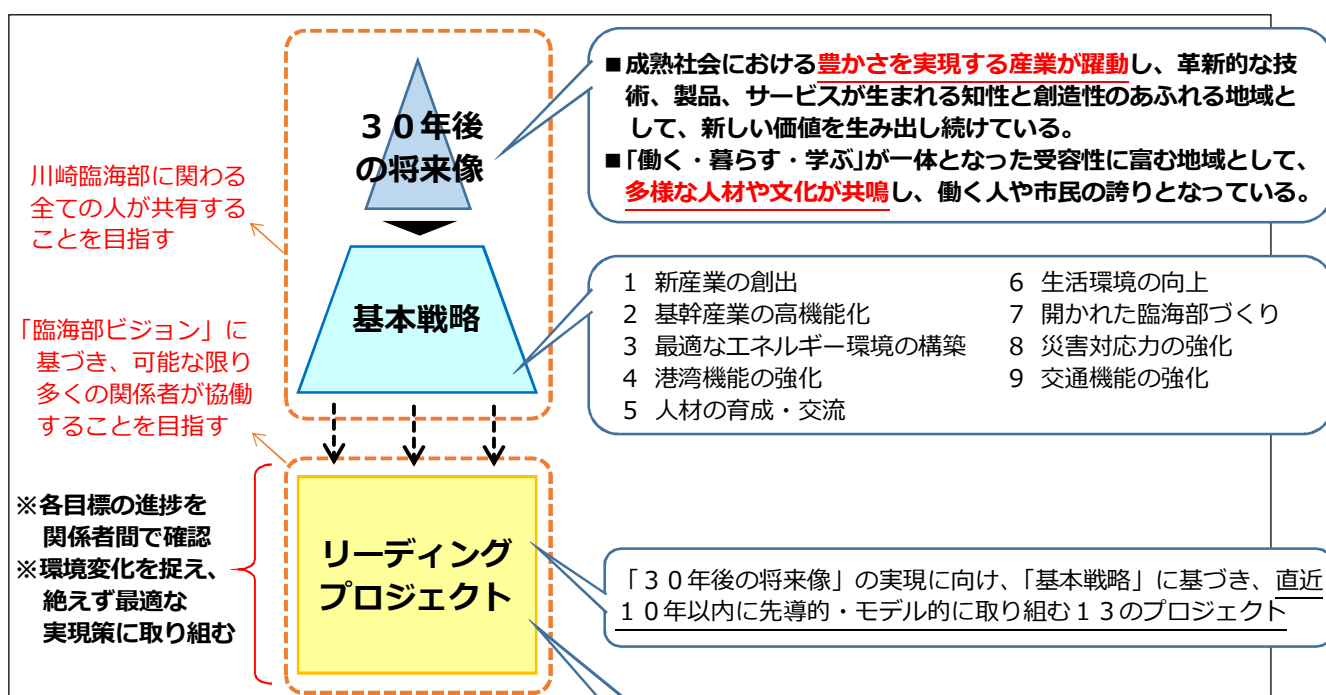 ３０年後
の将来像
■成熟社会における豊かさを実現する産業が躍動し、革新的な技
術、製品、サービスが生まれる知性と創造性のあふれる地域と
して、新しい価値を生み出し続けている。
■「働く・暮らす・学ぶ」が一体となった受容性に富む地域として、
多様な人材や文化が共鳴し、働く人や市民の誇りとなっている。
川崎臨海部に関わる
全ての人が共有する
ことを目指す
基本戦略
1 新産業の創出
2 基幹産業の高機能化
3 最適なエネルギー環境の構築
4 港湾機能の強化
5 人材の育成・交流
6 生活環境の向上
7 開かれた臨海部づくり
8 災害対応力の強化
9 交通機能の強化
「臨海部ビジョン」に
基づき、可能な限り
多くの関係者が協働
することを目指す
※各目標の進捗を
関係者間で確認
※環境変化を捉え、
絶えず最適な
実現策に取り組む
リーディング
プロジェクト
「３０年後の将来像」の実現に向け、「基本戦略」に基づき、直近
１０年以内に先導的・モデル的に取り組む１３のプロジェクト